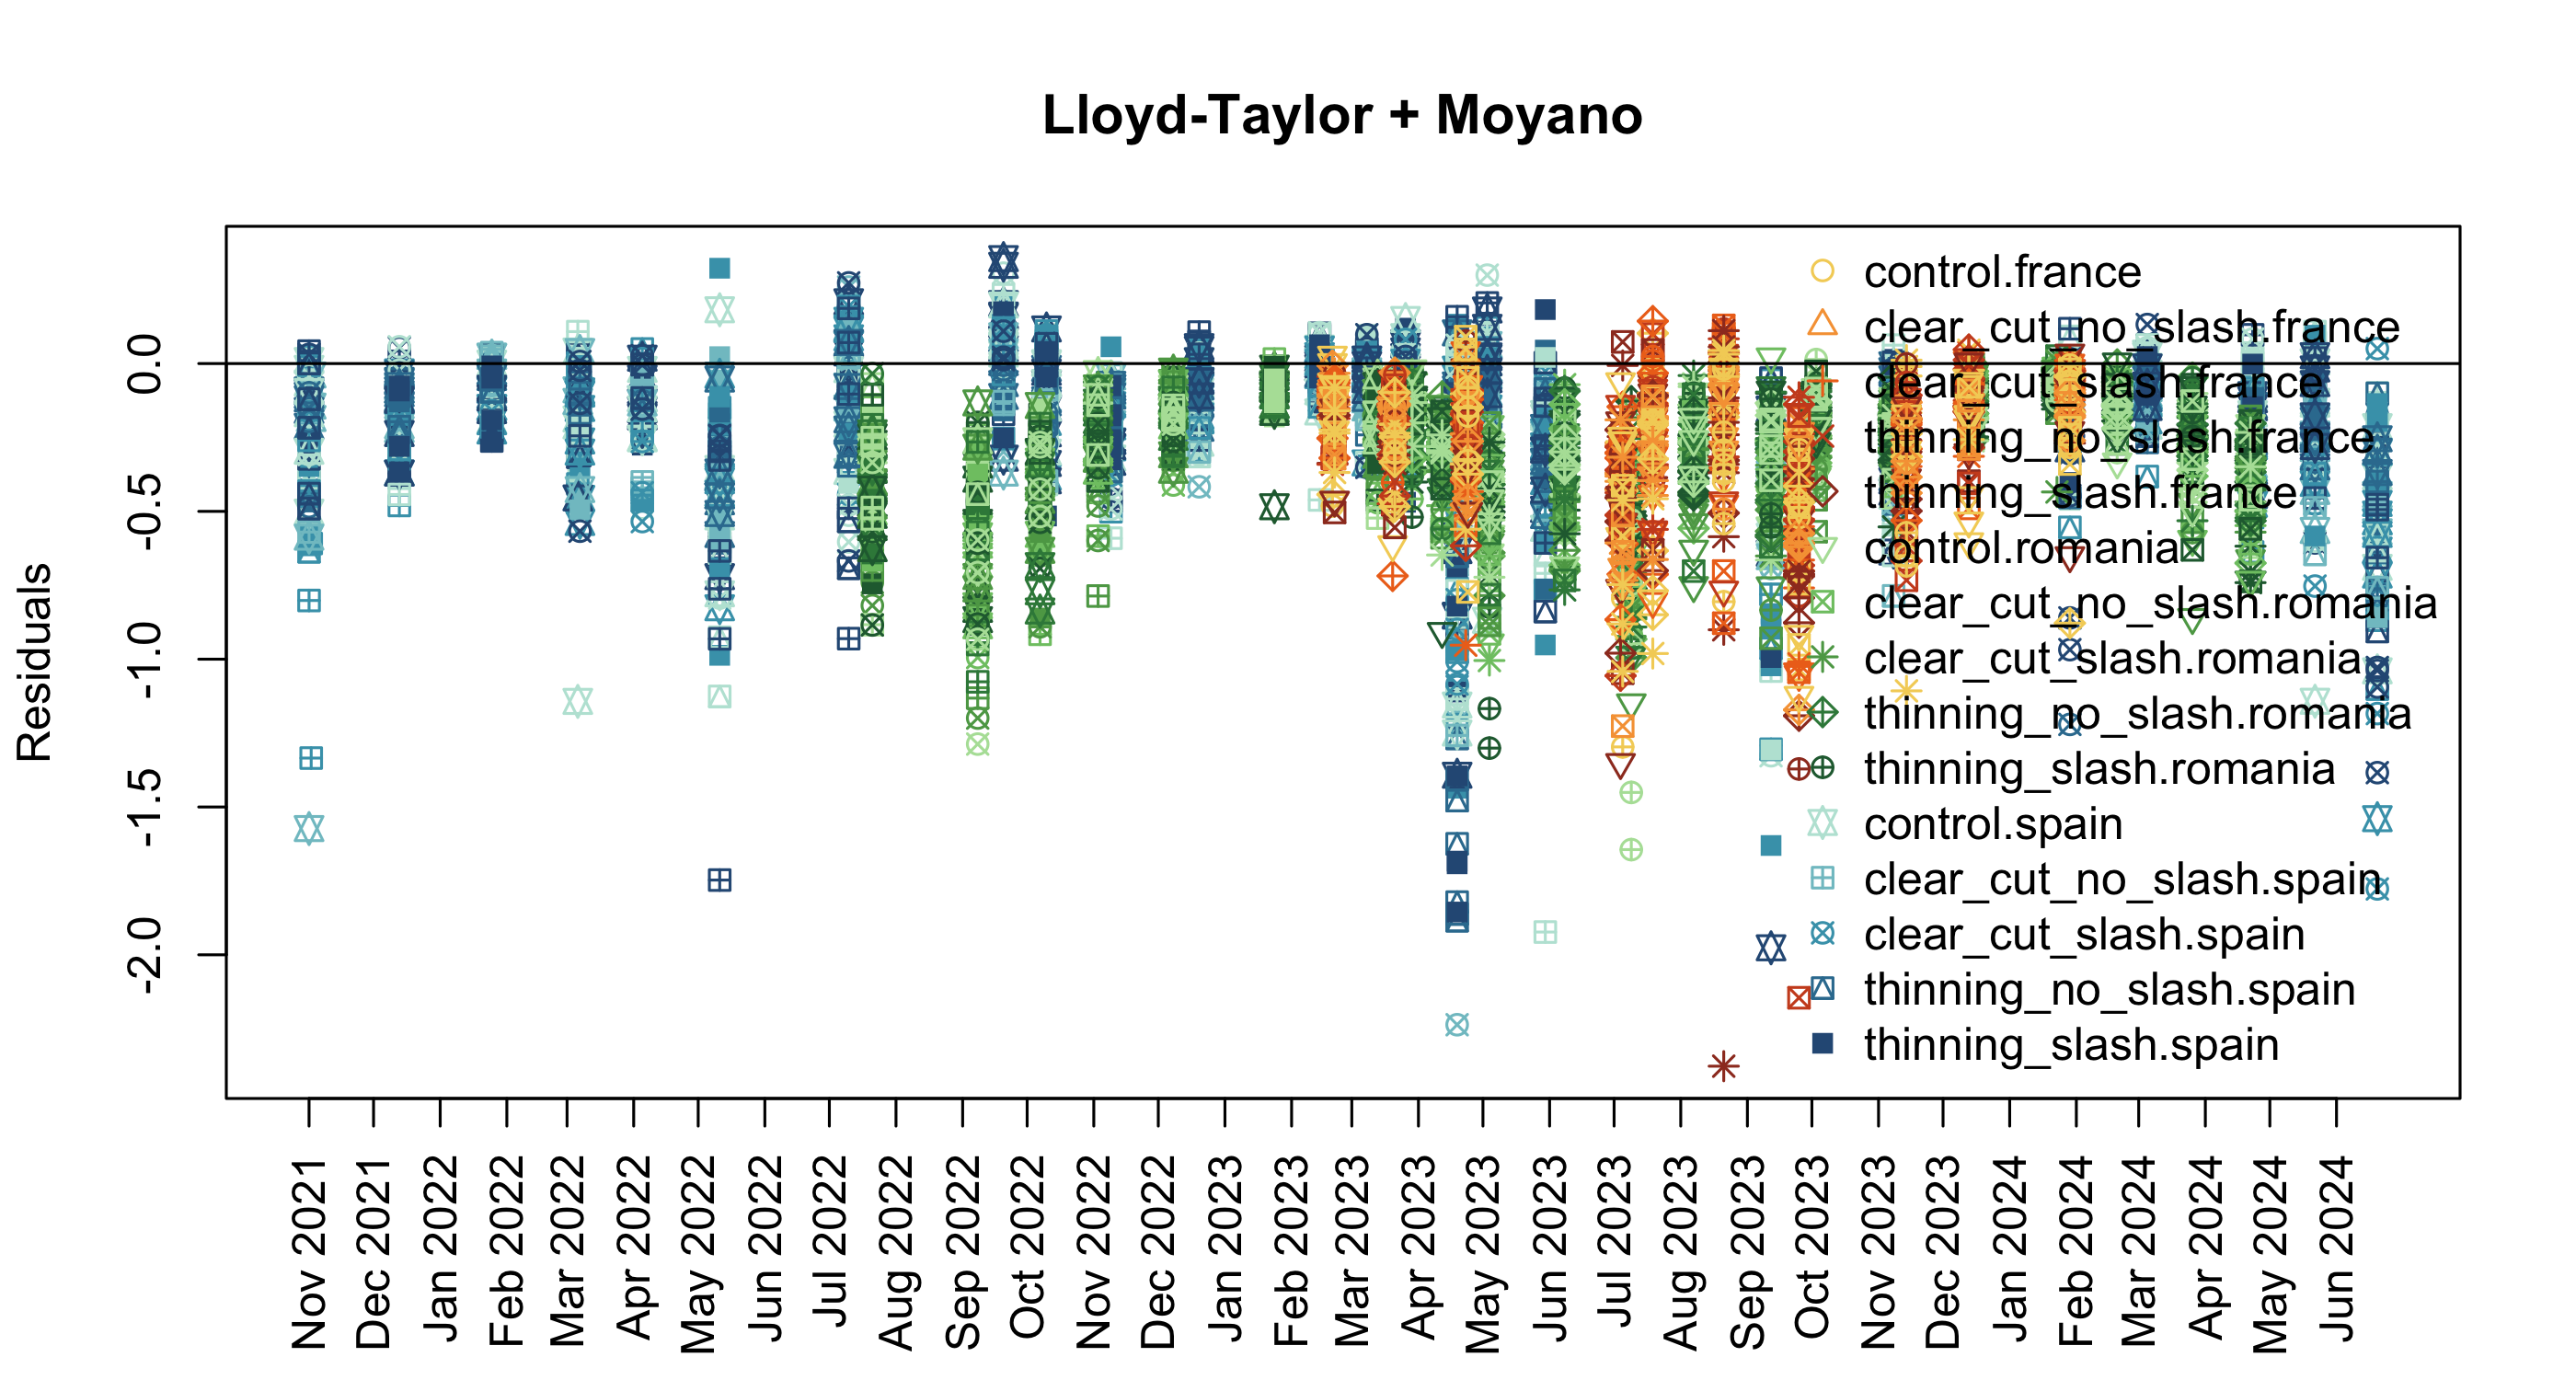 Lloyd-Taylor + Moyano
Residuals
0.0
-0.5
-1.0
-1.5
-2.0
control.france
clear_cut_no_slash.france
clear_cut_slash.france
thinning_no_slash.france
thinning_slash.france
control.romania
clear_cut_no_slash.romania
clear_cut_slash.romania
thinning_no_slash.romania
thinning_slash.romania
control.spain
clear_cut_no_slash.spain
clear_cut_slash.spain
thinning_no_slash.spain
thinning_slash.spain
Nov 2021
Dec 2021
Jan 2022
Feb 2022
Mar 2022
Apr 2022
May 2022
Jun 2022
Jul 2022
Aug 2022
Sep 2022
Oct 2022
Nov 2022
Dec 2022
Jan 2023
Feb 2023
Mar 2023
Apr 2023
May 2023
Jun 2023
Jul 2023
Aug 2023
Sep 2023
Oct 2023
Nov 2023
Dec 2023
Jan 2024
Feb 2024
Mar 2024
Apr 2024
May 2024
Jun 2024